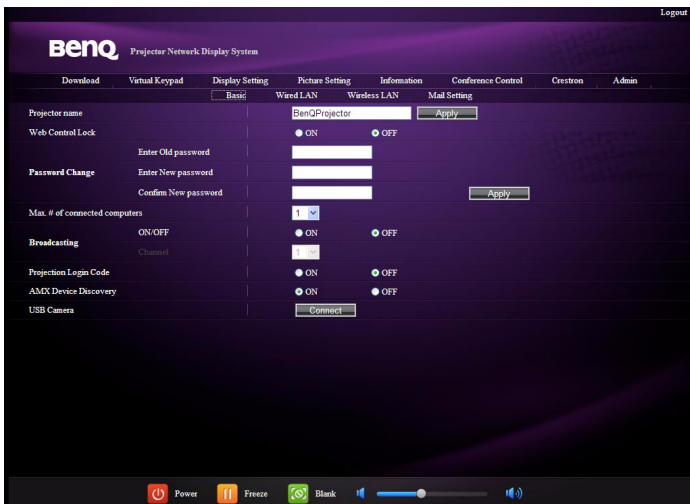 Logout
BenQ Projector Network Display System
Download Virtual Keypad Display Setting Picture Setting Information Conference Control Crestron Admin
Basic Wired LAN Wireless LAN Mail Setting
Projector name BenQProjector Apply
Web Control Lock ON OFF
Enter Old password
Password Change Enter New password
Confirm New password Apply
Max. # of connected computers 1
ON/OFF ON OFF
Broadcasting
Channel 1
Projection Login Code ON OFF
AMX Device Discovery ON OFF
USB Camera Connect
Power Freeze Blank